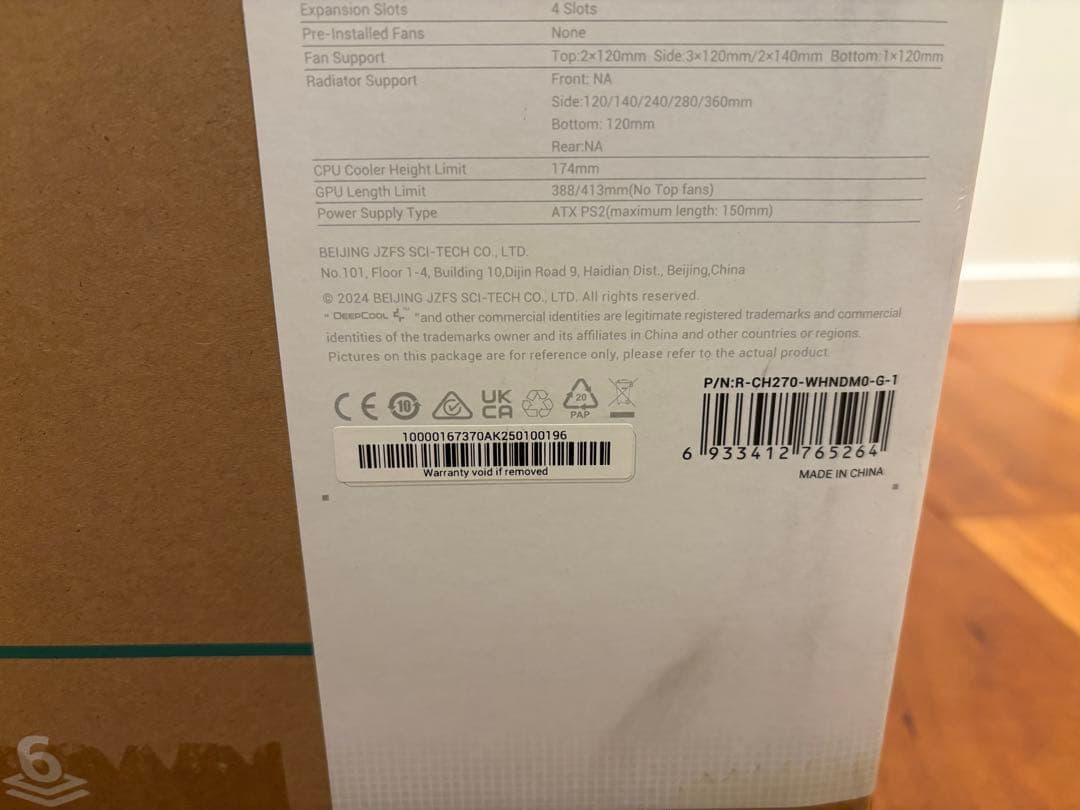 Expansion Slots 4 Slots
Pre-Installed Fans None
Fan Support Top:2×120mm Side:3×120mm/2×140mm Bottom:1×120mm
Radiator Support Front: NA
Side:120/140/240/280/360mm
Bottom: 120mm
Rear:NA
CPU Cooler Height Limit 174mm
GPU Length Limit 388/413mm(No Top fans)
Power Supply Type ATX PS2(maximum length: 150mm)
BEIJING JZFS SCI-TECH CO., LTD.
No.101, Floor 1-4, Building 10,Dijin Road 9, Haidian Dist., Beijing,China
© 2024 BEIJING JZFS SCI-TECH CO., LTD. All rights reserved.
" DEEPCOOL ™ "and other commercial identities are legitimate registered trademarks and commercial
identities of the trademarks owner and its affiliates in China and other countries or regions.
Pictures on this package are for reference only, please refer to the actual product.
CE 10 UK CA 20 PAP
P/N:R-CH270-WHNDM0-G-1
6 933412 765264
MADE IN CHINA
10000167370AK250100196
Warranty void if removed
6